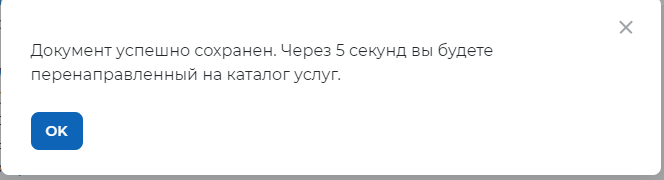 Документ успешно сохранен. Через 5 секунд вы будете
перенаправленный на каталог услуг.
OK